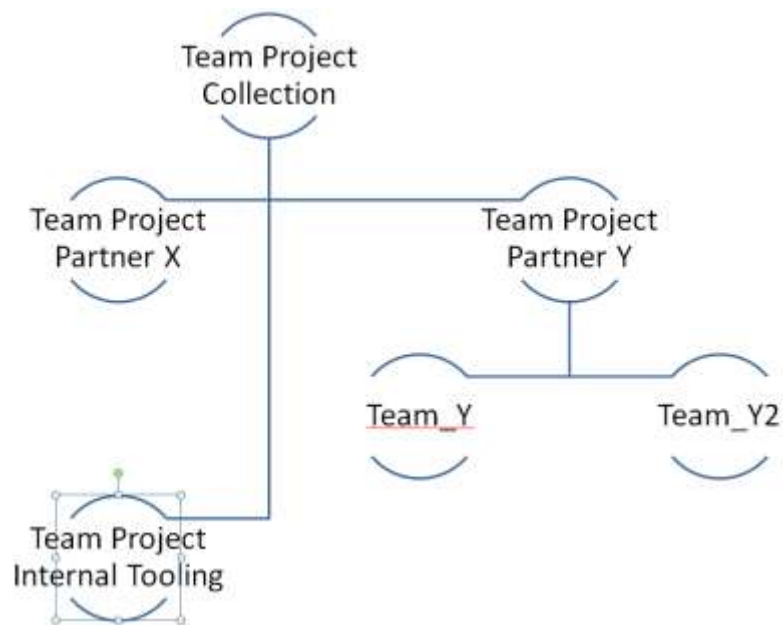 Team Project
Collection
Team Project
Partner X
Team Project
Partner Y
Team_Y
Team_Y2
Team Project
Internal Tooling